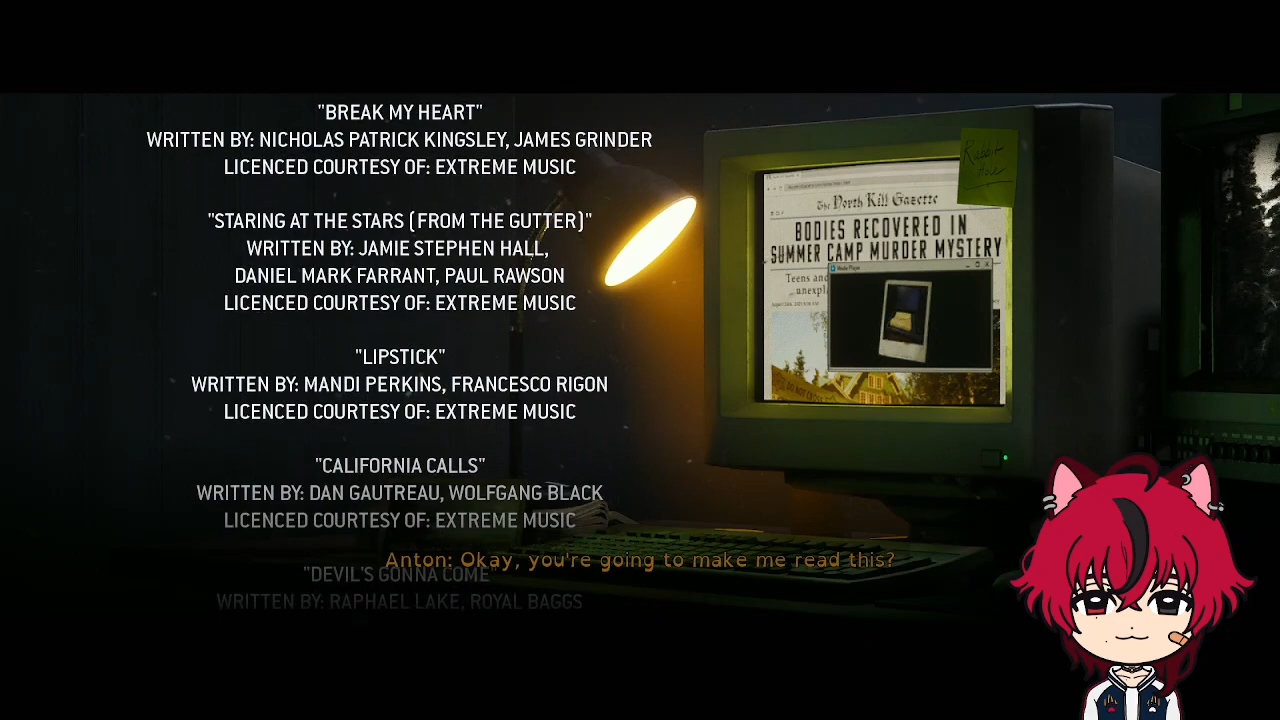 "BREAK MY HEART"
WRITTEN BY: NICHOLAS PATRICK KINGSLEY, JAMES GRINDER
LICENCED COURTESY OF: EXTREME MUSIC
"STARING AT THE STARS (FROM THE GUTTER)"
WRITTEN BY: JAMIE STEPHEN HALL,
DANIEL MARK FARRANT, PAUL RAWSON
LICENCED COURTESY OF: EXTREME MUSIC
"LIPSTICK"
WRITTEN BY: MANDI PERKINS, FRANCESCO RIGON
LICENCED COURTESY OF: EXTREME MUSIC
"CALIFORNIA CALLS"
WRITTEN BY: DAN GAUTREAU, WOLFGANG BLACK
LICENCED COURTESY OF: EXTREME MUSIC
"DEVIL'S GONNA COME"
WRITTEN BY: RAPHAEL LAKE, ROYAL BAGGS
Anton: Okay, you're going to make me read this?
Rabbit
Hole
The North Kill Gazette
BODIES RECOVERED IN
SUMMER CAMP MURDER MYSTERY
Teens and
unexpl
Media Player